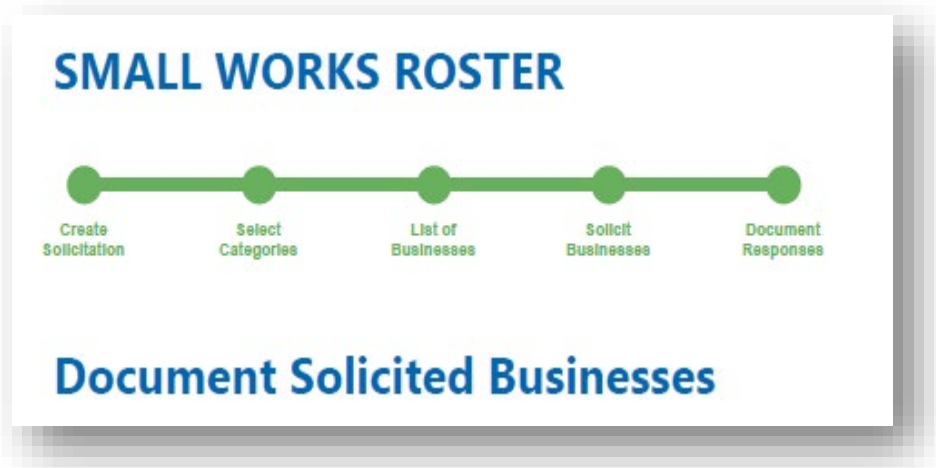 SMALL WORKS ROSTER
Create
Solicitation
Select
Categories
List of
Businesses
Solicit
Businesses
Document
Responses
Document Solicited Businesses